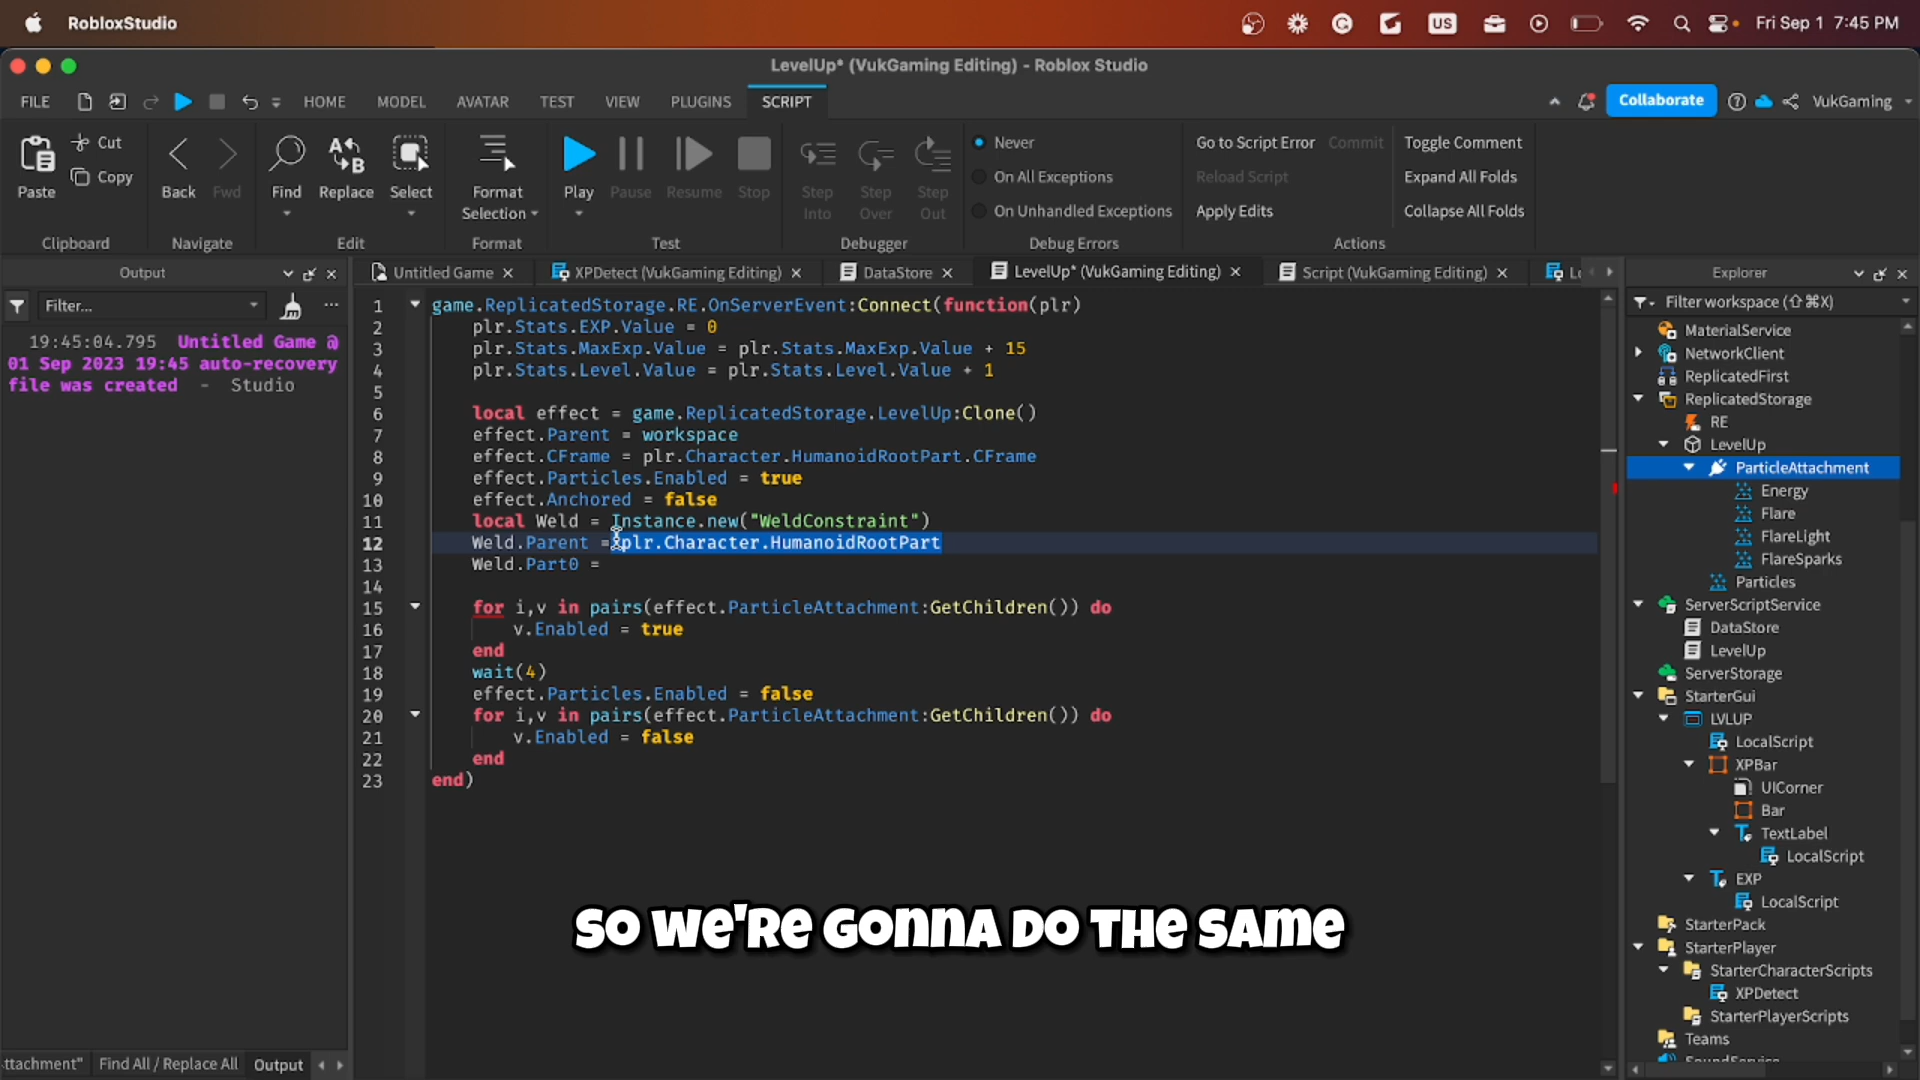 RobloxStudio
US
Fri Sep 1 7:45 PM
LevelUp* (VukGaming Editing) - Roblox Studio
FILE
HOME
MODEL
AVATAR
TEST
VIEW
PLUGINS
SCRIPT
Collaborate
VukGaming
Paste
Cut
Copy
Clipboard
Back
Fwd
Navigate
Find
Replace
Select
Edit
Format
Selection
Format
Play
Pause
Resume
Stop
Test
Step
Into
Step
Over
Step
Out
Debugger
Never
On All Exceptions
On Unhandled Exceptions
Debug Errors
Go to Script Error
Commit
Reload Script
Apply Edits
Toggle Comment
Expand All Folds
Collapse All Folds
Actions
Output
Filter...
19:45:04.795 Untitled Game @
01 Sep 2023 19:45 auto-recovery
file was created - Studio
Untitled Game
XPDetect (VukGaming Editing)
DataStore
LevelUp* (VukGaming Editing)
Script (VukGaming Editing)
1 game.ReplicatedStorage.RE.OnServerEvent:Connect(function(plr)
2 plr.Stats.EXP.Value = 0
3 plr.Stats.MaxExp.Value = plr.Stats.MaxExp.Value + 15
4 plr.Stats.Level.Value = plr.Stats.Level.Value + 1
5
6 local effect = game.ReplicatedStorage.LevelUp:Clone()
7 effect.Parent = workspace
8 effect.CFrame = plr.Character.HumanoidRootPart.CFrame
9 effect.Particles.Enabled = true
10 effect.Anchored = false
11 local Weld = Instance.new("WeldConstraint")
12 Weld.Parent = plr.Character.HumanoidRootPart
13 Weld.Part0 =
14
15 for i,v in pairs(effect.ParticleAttachment:GetChildren()) do
16 v.Enabled = true
17 end
18 wait(4)
19 effect.Particles.Enabled = false
20 for i,v in pairs(effect.ParticleAttachment:GetChildren()) do
21 v.Enabled = false
22 end
23 end)
Explorer
Filter workspace (⇧⌘X)
MaterialService
NetworkClient
ReplicatedFirst
ReplicatedStorage
RE
LevelUp
ParticleAttachment
Energy
Flare
FlareLight
FlareSparks
Particles
ServerScriptService
DataStore
LevelUp
ServerStorage
StarterGui
LVLUP
LocalScript
XPBar
UICorner
Bar
TextLabel
LocalScript
EXP
LocalScript
StarterPack
StarterPlayer
StarterCharacterScripts
XPDetect
StarterPlayerScripts
Teams
SO WE'RE GONNA DO THE SAME
ttachment"
Find All / Replace All
Output